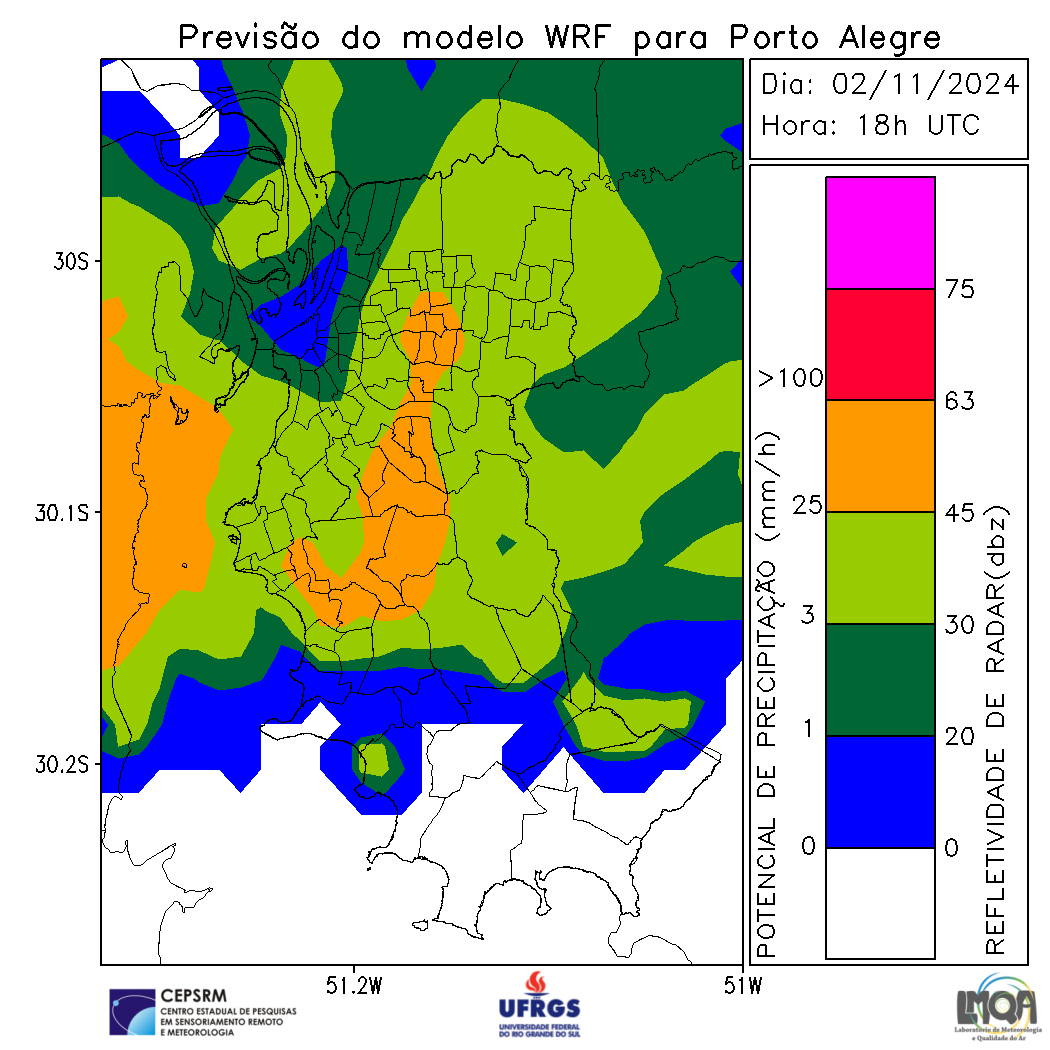 Previsão do modelo WRF para Porto Alegre
Dia: 02/11/2024
Hora: 18h UTC
30S
30.1S
30.2S
51.2W
51W
POTENCIAL DE PRECIPITAÇÃO (mm/h)
>100
25
3
1
0
75
63
45
30
20
0
REFLETIVIDADE DE RADAR(dbz)
CEPSRM
CENTRO ESTADUAL DE PESQUISAS
EM SENSORIAMENTO REMOTO
E METEOROLOGIA
UFRGS
UNIVERSIDADE FEDERAL
DO RIO GRANDE DO SUL
LMQA
Laboratório de Meteorologia
e Qualidade do Ar